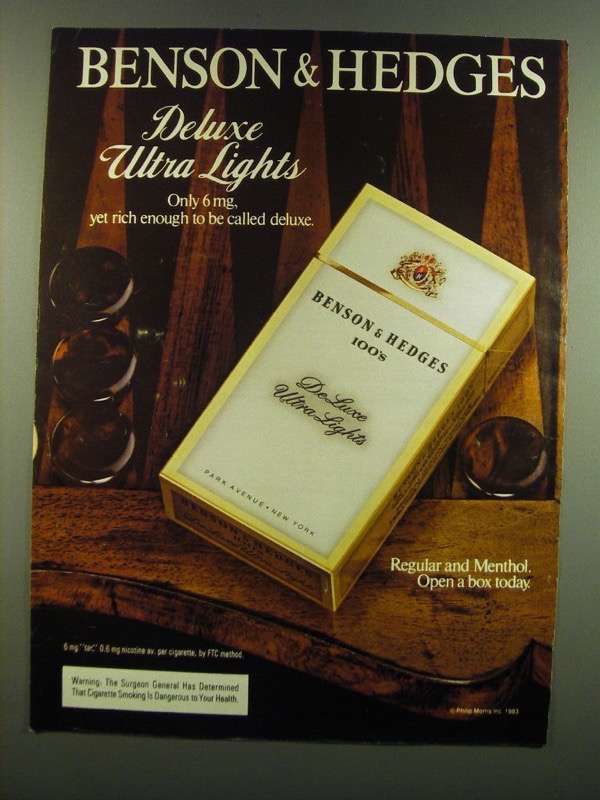 BENSON & HEDGES
Deluxe
Ultra Lights
Only 6 mg,
yet rich enough to be called deluxe.
BENSON & HEDGES
100's
DeLuxe
Ultra Lights
PARK AVENUE • NEW YORK
BENSON & HEDGES
Regular and Menthol.
Open a box today.
6 mg "tar," 0.6 mg nicotine av. per cigarette, by FTC method.
Warning: The Surgeon General Has Determined
That Cigarette Smoking Is Dangerous to Your Health.
© Philip Morris Inc. 1983